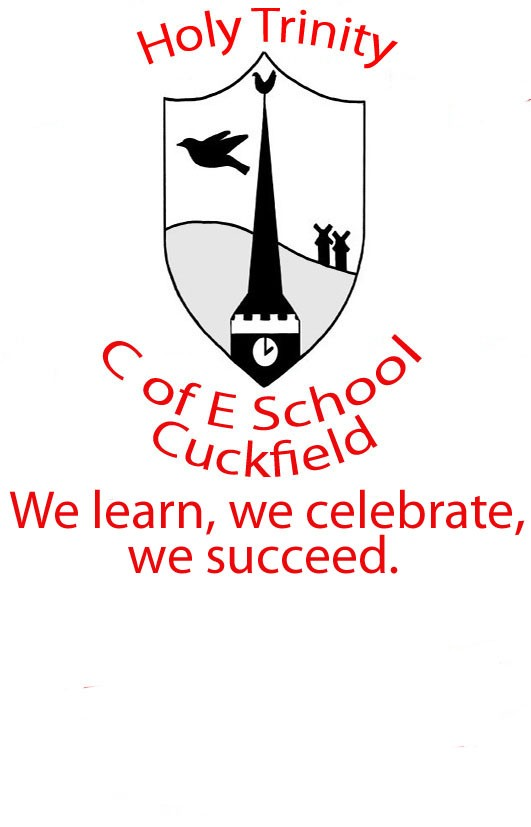 Holy Trinity
C of E School
Cuckfield
We learn, we celebrate,
we succeed.